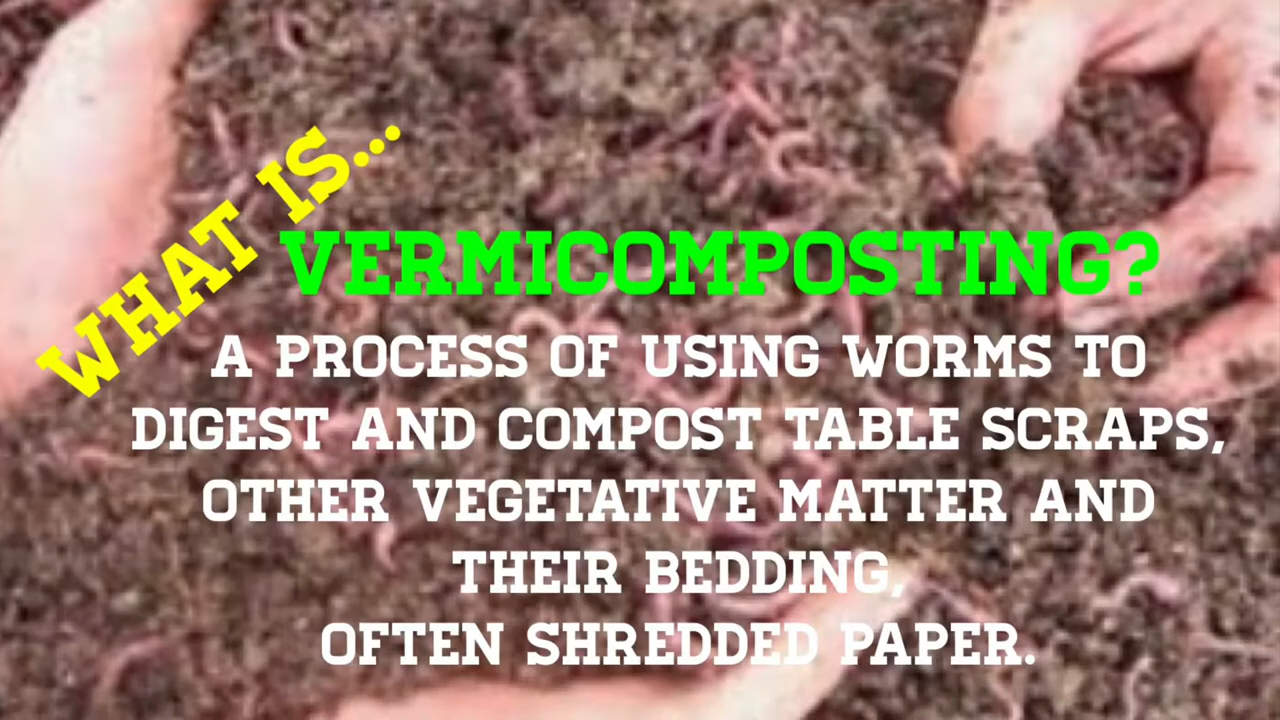 WHAT IS...
VERMICOMPOSTING?
A PROCESS OF USING WORMS TO
DIGEST AND COMPOST TABLE SCRAPS,
OTHER VEGETATIVE MATTER AND
THEIR BEDDING,
OFTEN SHREDDED PAPER.